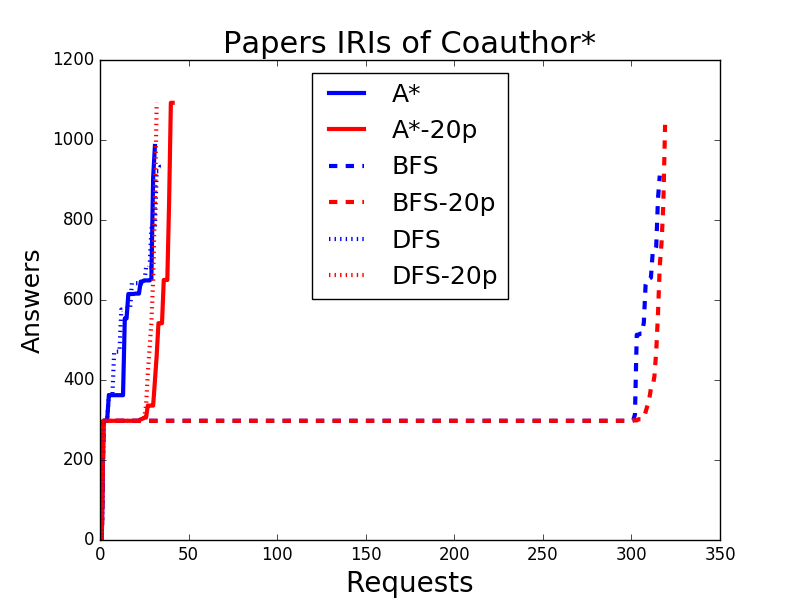 Papers IRIs of Coauthor*
1200
1000
800
600
400
200
0
Answers
A*
A*-20p
BFS
BFS-20p
DFS
DFS-20p
0 50 100 150 200 250 300 350
Requests